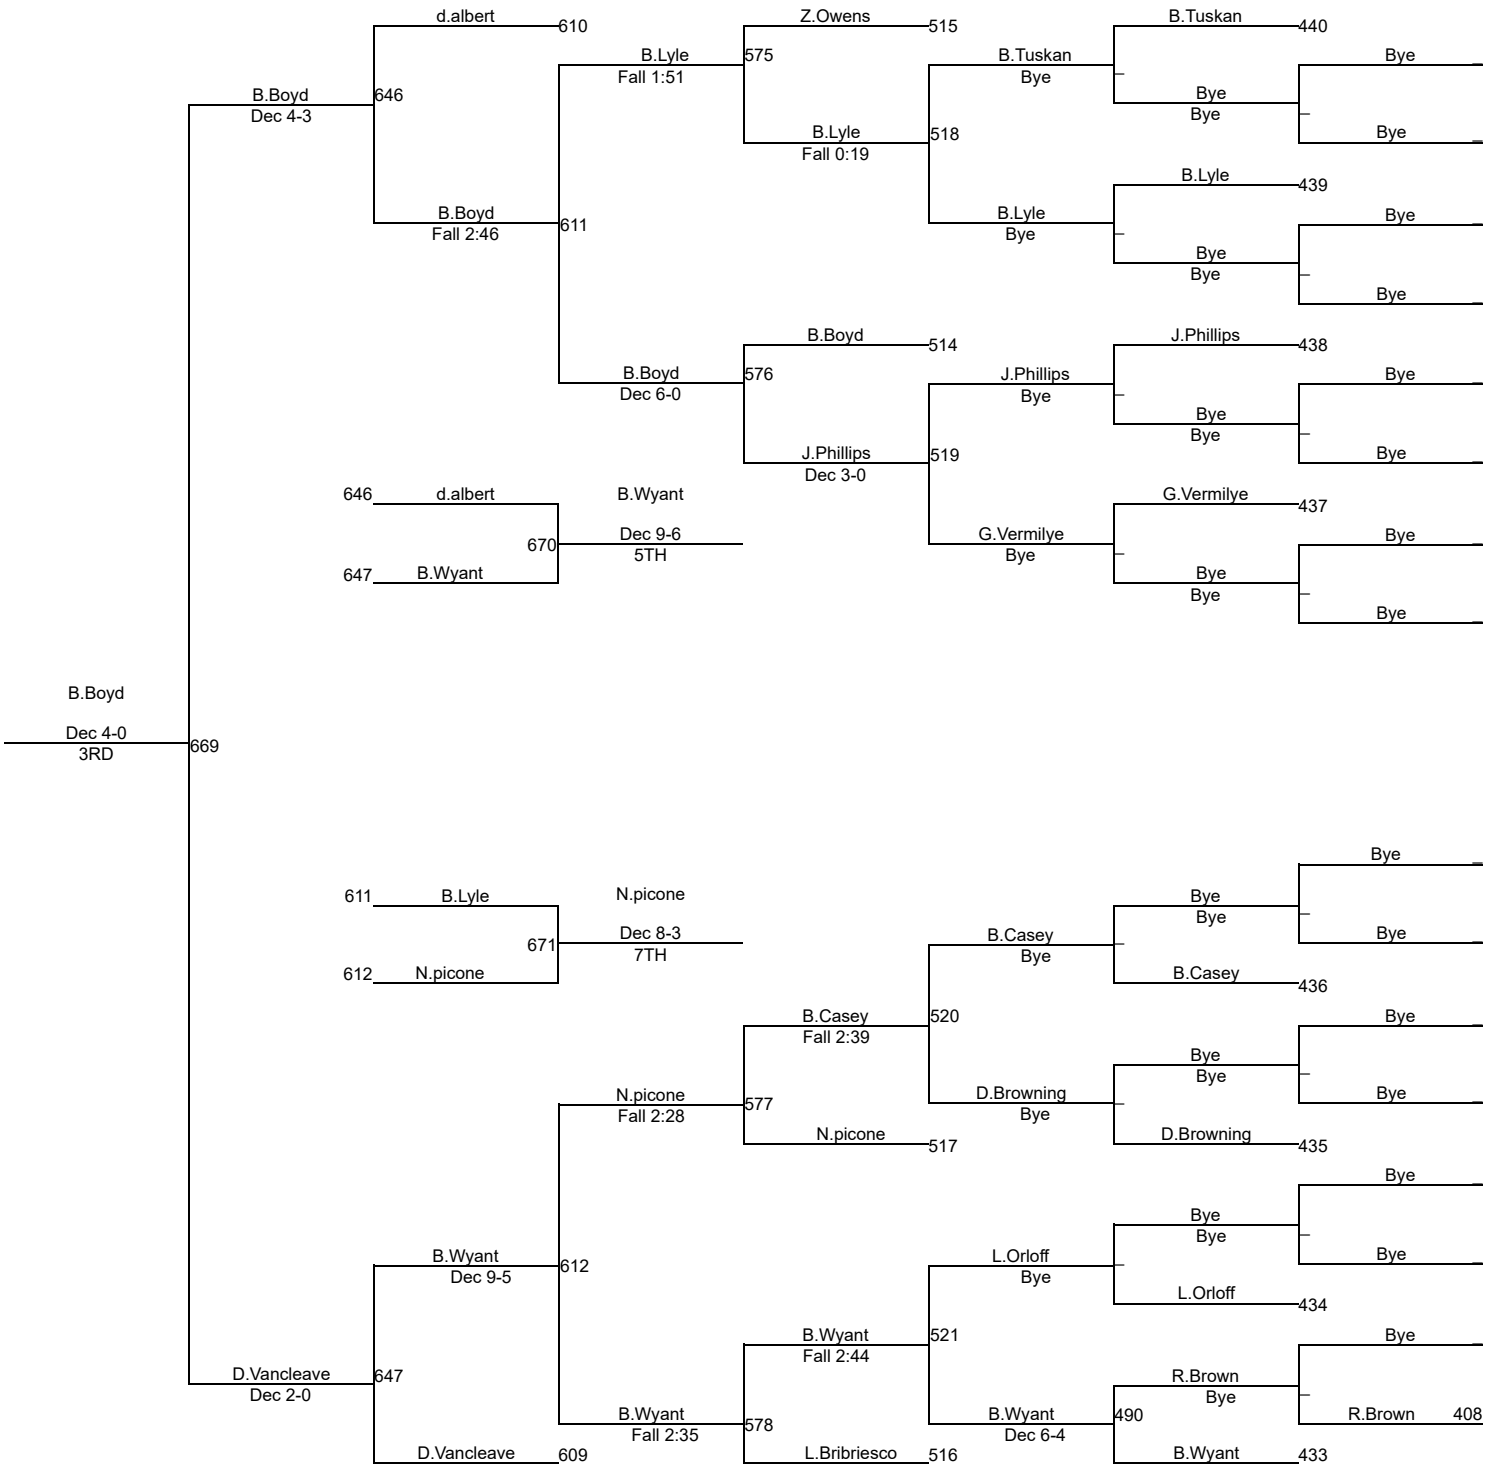 d.albert Z.Owens B.Tuskan
610 515 440
B.Lyle 575 B.Tuskan Bye
Fall 1:51 Bye
B.Boyd 646 Bye
Dec 4-3 Bye
B.Lyle 518 Bye
Fall 0:19
B.Lyle 439
B.Boyd 611 B.Lyle Bye
Fall 2:46 Bye
Bye
Bye
Bye
B.Boyd 514 J.Phillips 438
B.Boyd 576 J.Phillips Bye
Dec 6-0 Bye
Bye
Bye
J.Phillips 519 Bye
Dec 3-0
646 d.albert B.Wyant G.Vermilye 437
670 Dec 9-6 G.Vermilye Bye
5TH Bye
647 B.Wyant Bye
Bye
Bye
B.Boyd
Dec 4-0 669
3RD
Bye
611 B.Lyle N.picone Bye
Bye
671 Dec 8-3 B.Casey Bye
7TH Bye
612 N.picone B.Casey 436
B.Casey 520 Bye
Fall 2:39
Bye
Bye
N.picone 577 D.Browning Bye
Fall 2:28 Bye
N.picone 517 D.Browning 435
Bye
Bye
Bye
B.Wyant 612 L.Orloff Bye
Dec 9-5 Bye
L.Orloff 434
B.Wyant 521 Bye
Fall 2:44
D.Vancleave 647 R.Brown
Dec 2-0 Bye
B.Wyant 578 B.Wyant 490 R.Brown 408
Fall 2:35 Dec 6-4
D.Vancleave 609 L.Bribriesco 516 B.Wyant 433